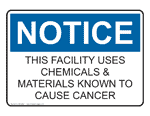 NOTICE
THIS FACILITY USES
CHEMICALS &
MATERIALS KNOWN TO
CAUSE CANCER